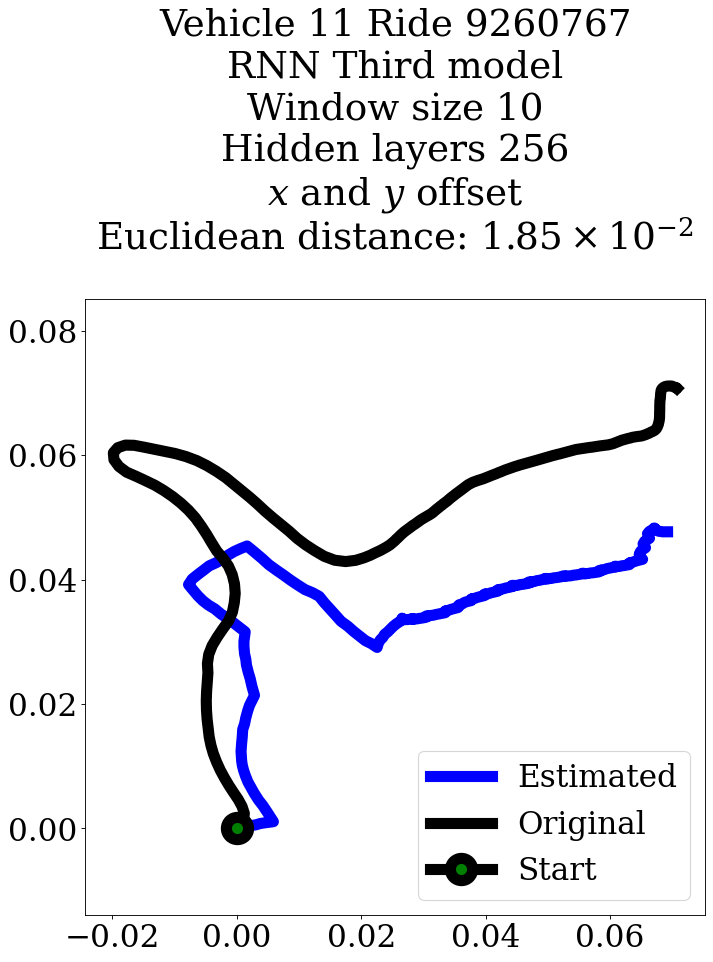 Vehicle 11 Ride 9260767
RNN Third model
Window size 10
Hidden layers 256
x and y offset
Euclidean distance: 1.85 × 10⁻²
0.08
0.06
0.04
0.02
0.00
Estimated
Original
Start
−0.02 0.00 0.02 0.04 0.06